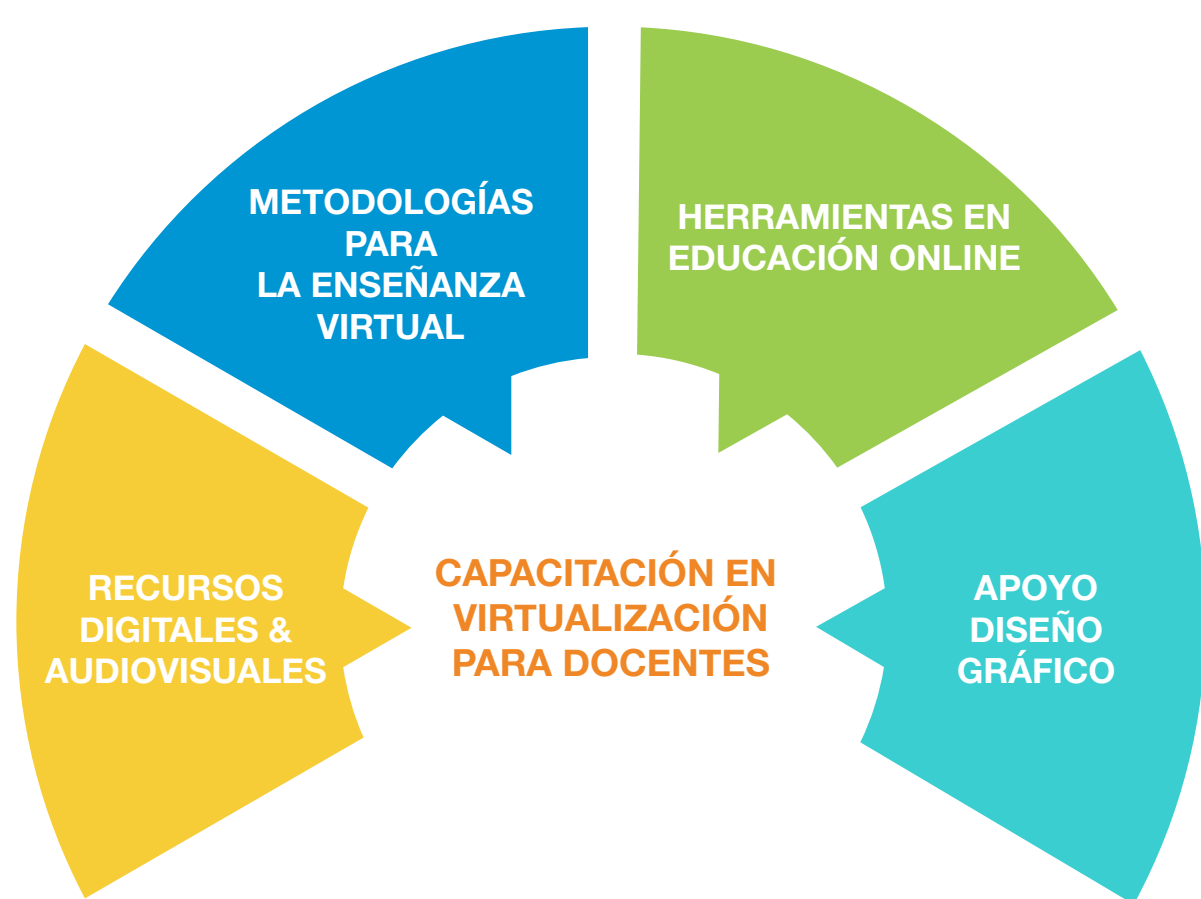 METODOLOGÍAS
PARA
LA ENSEÑANZA
VIRTUAL
HERRAMIENTAS EN
EDUCACIÓN ONLINE
RECURSOS
DIGITALES &
AUDIOVISUALES
CAPACITACIÓN EN
VIRTUALIZACIÓN
PARA DOCENTES
APOYO
DISEÑO
GRÁFICO